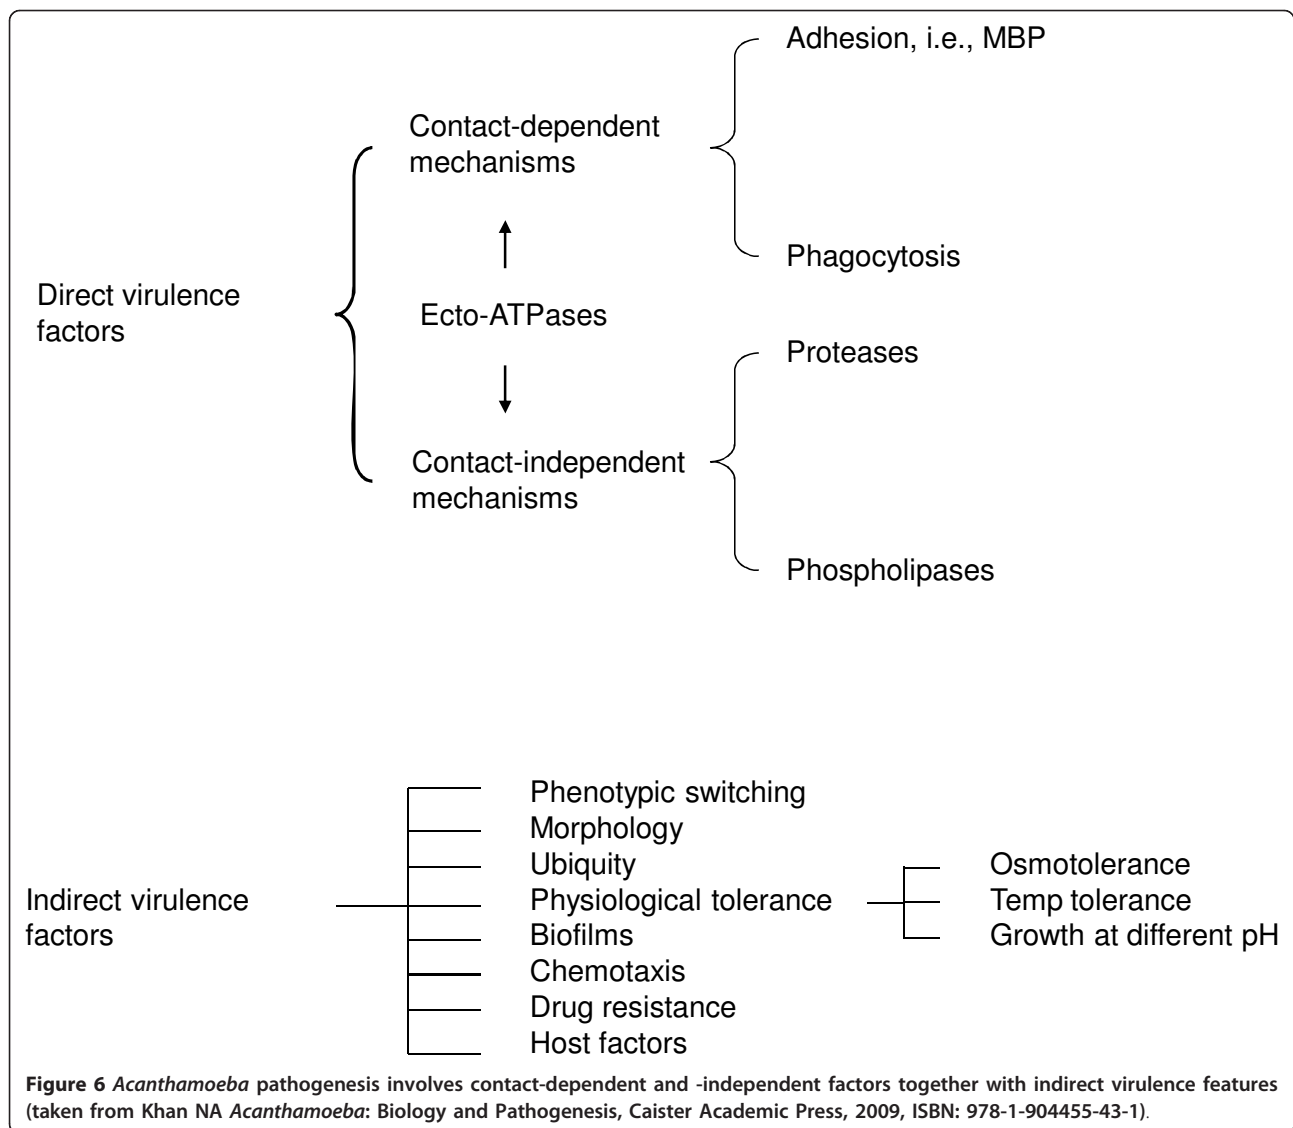 Adhesion, i.e., MBP
Contact-dependent
mechanisms
Phagocytosis
Direct virulence
factors
Ecto-ATPases
Proteases
Contact-independent
mechanisms
Phospholipases
Phenotypic switching
Morphology
Ubiquity
Indirect virulence
factors
Physiological tolerance
Biofilms
Chemotaxis
Drug resistance
Host factors
Osmotolerance
Temp tolerance
Growth at different pH
Figure 6 Acanthamoeba pathogenesis involves contact-dependent and -independent factors together with indirect virulence features
(taken from Khan NA Acanthamoeba: Biology and Pathogenesis, Caister Academic Press, 2009, ISBN: 978-1-904455-43-1).